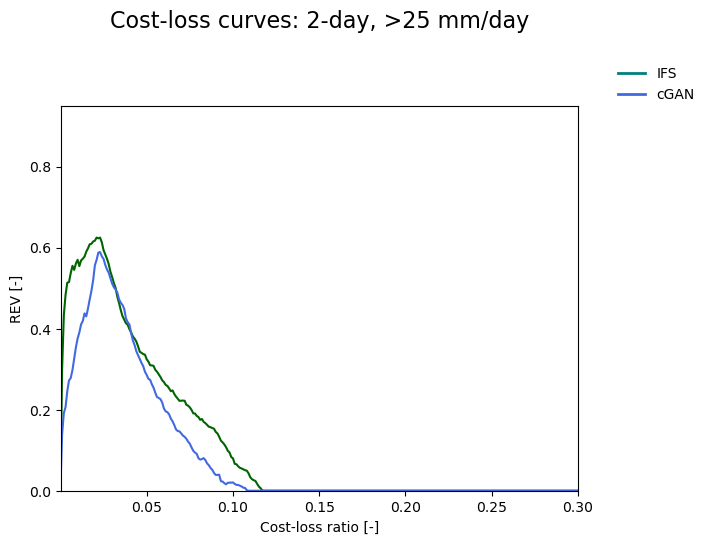 Cost-loss curves: 2-day, >25 mm/day
IFS
cGAN
0.8
0.6
0.4
0.2
0.0
REV [-]
0.05 0.10 0.15 0.20 0.25 0.30
Cost-loss ratio [-]